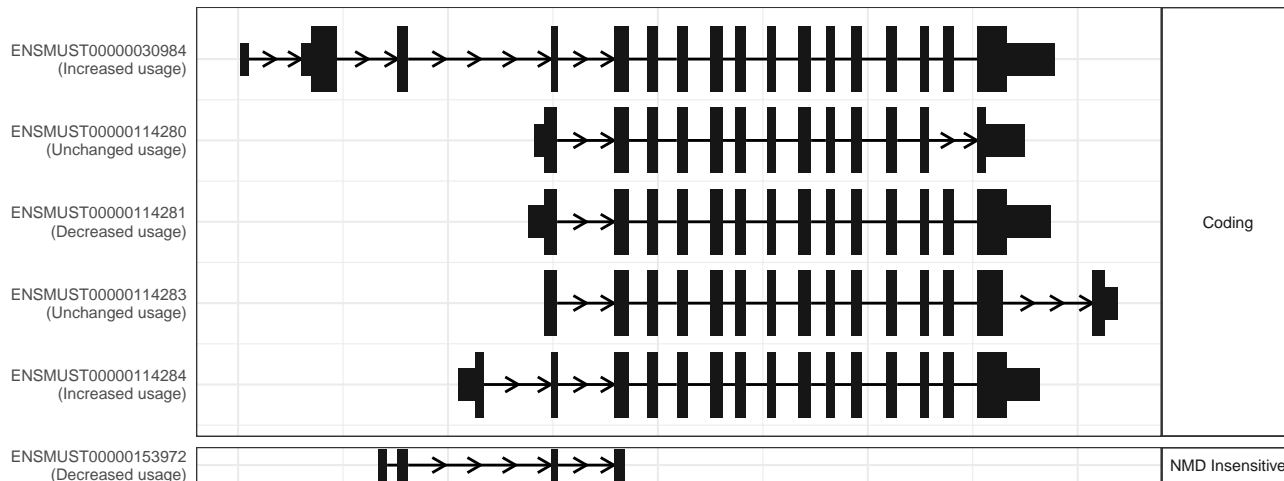 ENSMUST00000030984
(Increased usage)
ENSMUST00000114280
(Unchanged usage)
ENSMUST00000114281
(Decreased usage)
ENSMUST00000114283
(Unchanged usage)
ENSMUST00000114284
(Increased usage)
Coding
ENSMUST00000153972
(Decreased usage)
NMD Insensitive